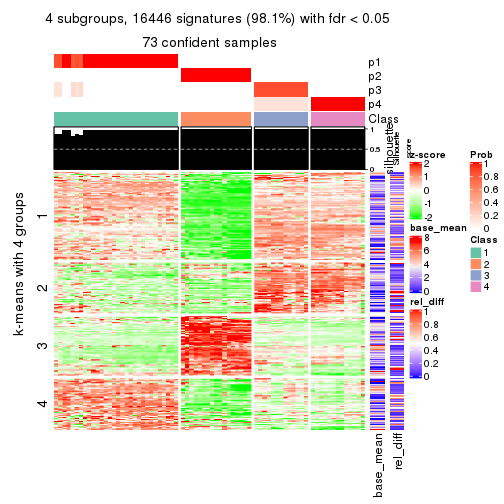 4 subgroups, 16446 signatures (98.1%) with fdr < 0.05
73 confident samples
p1
p2
p3
p4
Class
silhouette
Silhouette
score
1
0.5
0
k-means with 4 groups
1
2
3
4
base_mean
rel_diff
z-score
2
1
0
-1
-2
base_mean
8
6
4
2
0
rel_diff
1
0.8
0.6
0.4
0.2
0
Prob
1
0.8
0.6
0.4
0.2
0
Class
1
2
3
4